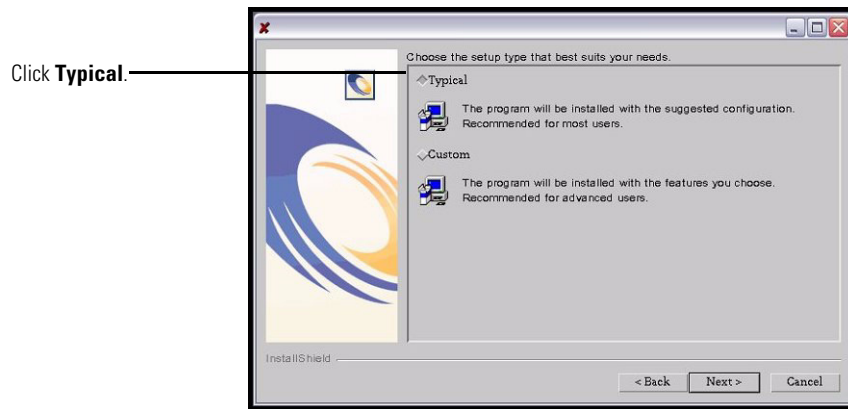 Click Typical.
Choose the setup type that best suits your needs.
Typical
The program will be installed with the suggested configuration.
Recommended for most users.
Custom
The program will be installed with the features you choose.
Recommended for advanced users.
InstallShield
< Back
Next >
Cancel